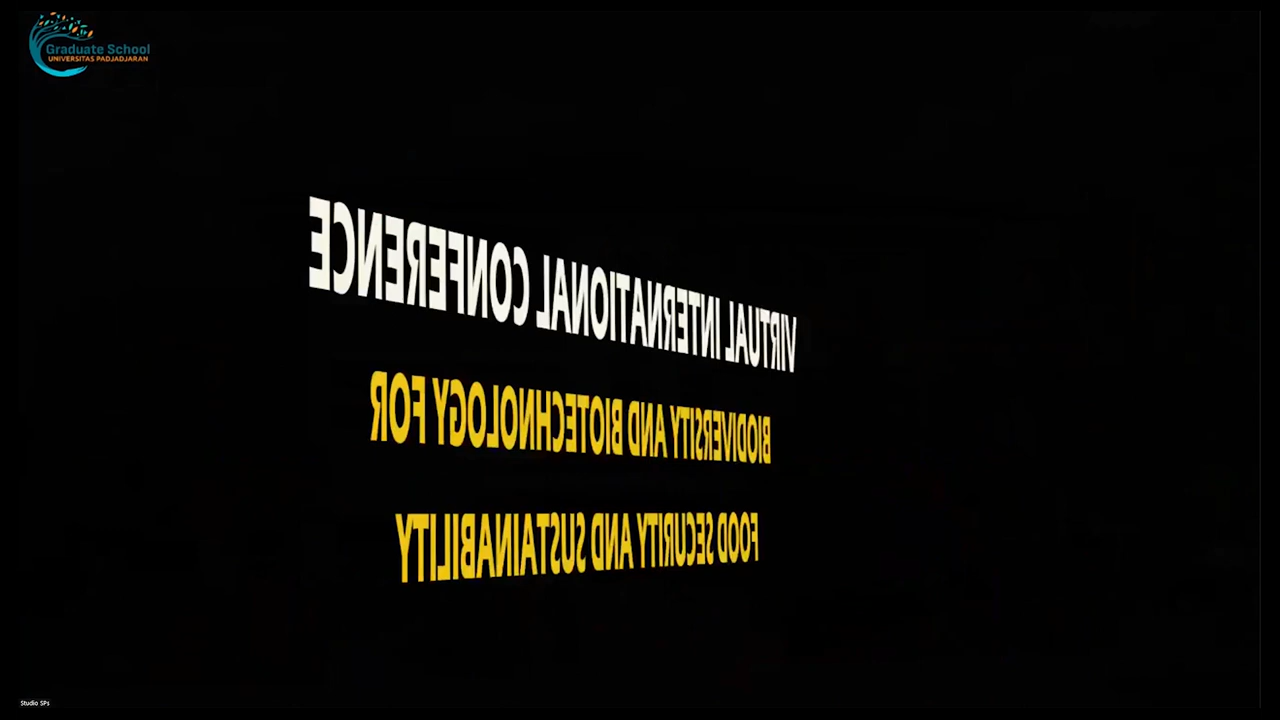 Graduate School
UNIVERSITAS PADJADJARAN
VIRTUAL INTERNATIONAL CONFERENCE
BIODIVERSITY AND BIOTECHNOLOGY FOR
FOOD SECURITY AND SUSTAINABILITY
Studio SPs